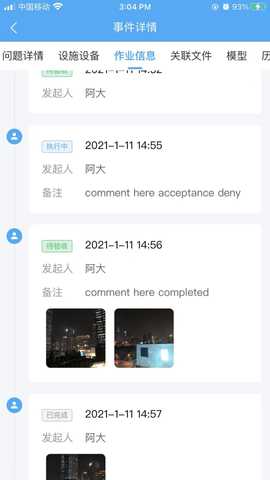 中国移动
3:04 PM
93%
事件详情
问题详情 设施设备 作业信息 关联文件 模型 历
待验收 2021-1-11 14:52
发起人 阿大
执行中 2021-1-11 14:55
发起人 阿大
备注 comment here acceptance deny
待验收 2021-1-11 14:56
发起人 阿大
备注 comment here completed
已完成 2021-1-11 14:57
发起人 阿大